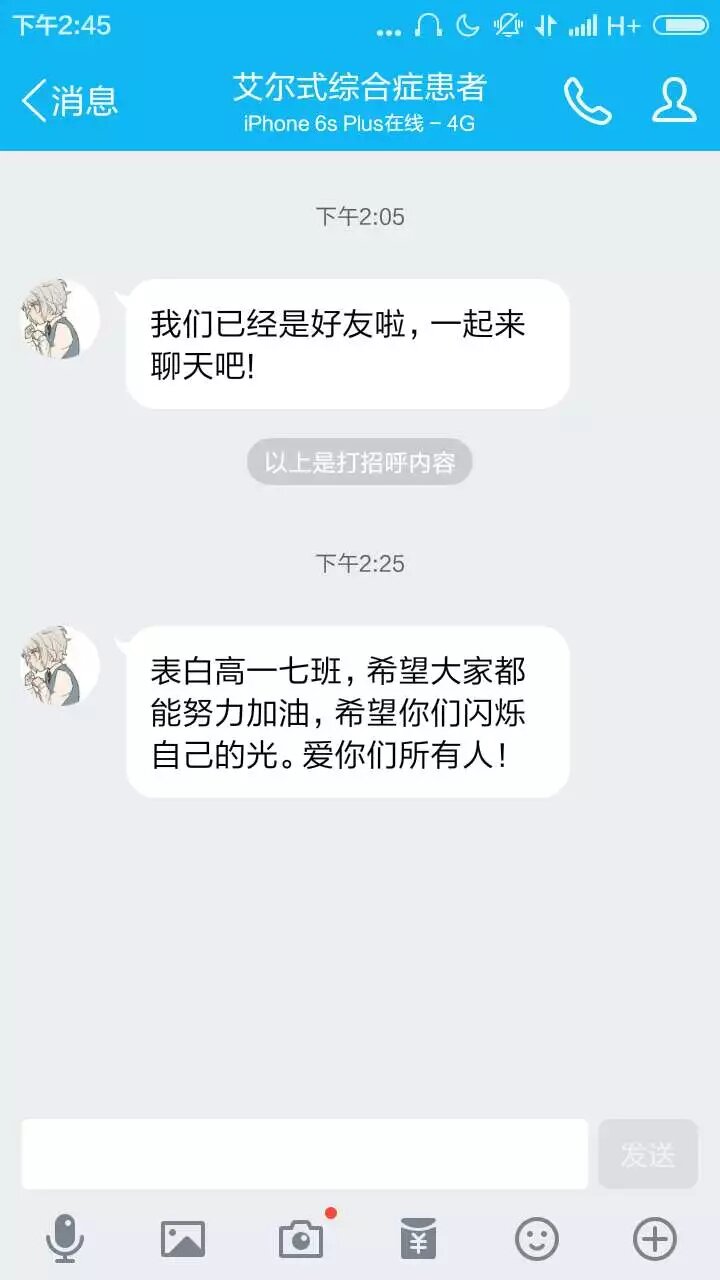 下午2:45
H+
消息
艾尔式综合症患者
iPhone 6s Plus在线 – 4G
下午2:05
我们已经是好友啦，一起来
聊天吧!
以上是打招呼内容
下午2:25
表白高一七班，希望大家都
能努力加油，希望你们闪烁
自己的光。爱你们所有人！
发送